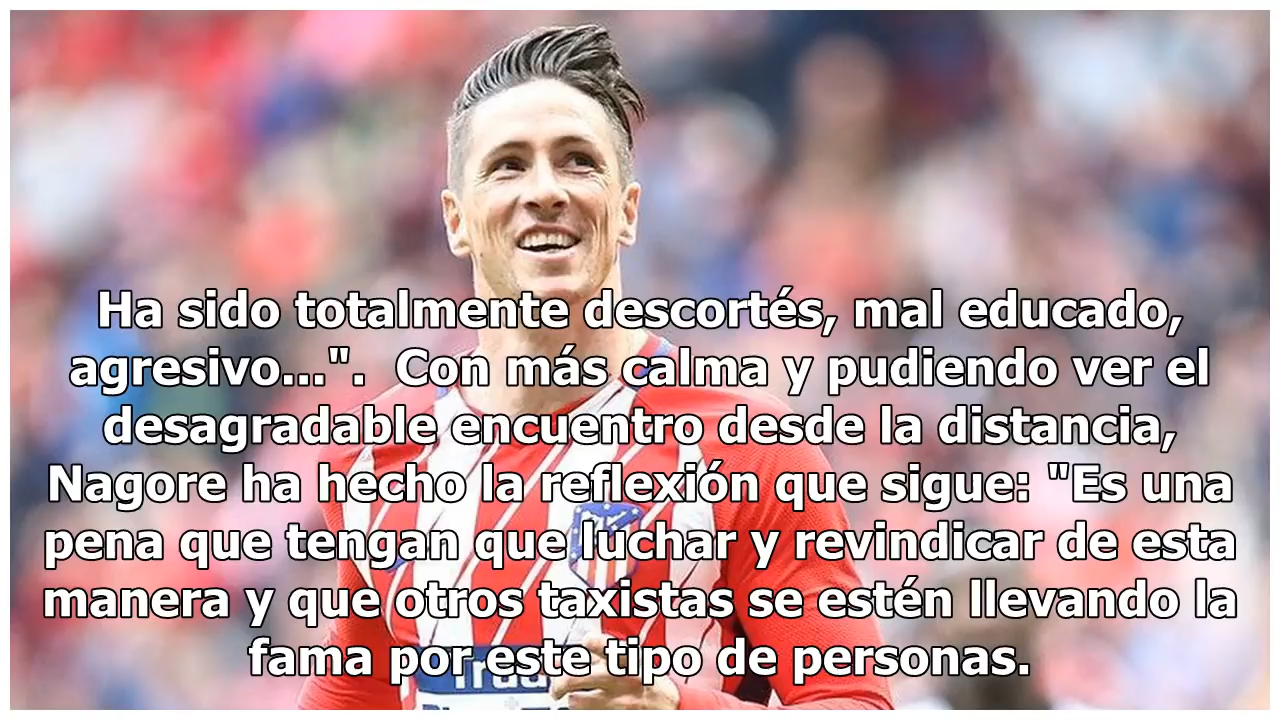 Ha sido totalmente descortés, mal educado,
agresivo...".  Con más calma y pudiendo ver el
desagradable encuentro desde la distancia,
Nagore ha hecho la reflexión que sigue: "Es una
pena que tengan que luchar y revindicar de esta
manera y que otros taxistas se estén llevando la
fama por este tipo de personas.